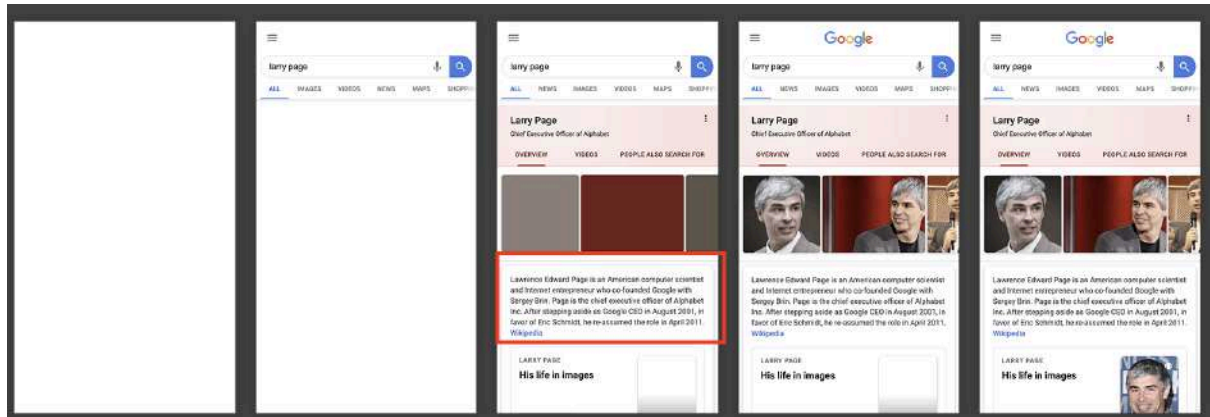 larry page
ALL IMAGES VIDEOS NEWS MAPS SHOPPI
larry page
ALL NEWS IMAGES VIDEOS MAPS SHOPPI
Larry Page
Chief Executive Officer of Alphabet
OVERVIEW VIDEOS PEOPLE ALSO SEARCH FOR
Lawrence Edward Page is an American computer scientist
and Internet entrepreneur who co-founded Google with
Sergey Brin. Page is the chief executive officer of Alphabet
Inc. After stepping aside as Google CEO in August 2001, in
favor of Eric Schmidt, he re-assumed the role in April 2011.
Wikipedia
LARRY PAGE
His life in images
Google
larry page
ALL NEWS IMAGES VIDEOS MAPS SHOPPI
Larry Page
Chief Executive Officer of Alphabet
OVERVIEW VIDEOS PEOPLE ALSO SEARCH FOR
Lawrence Edward Page is an American computer scientist
and Internet entrepreneur who co-founded Google with
Sergey Brin. Page is the chief executive officer of Alphabet
Inc. After stepping aside as Google CEO in August 2001, in
favor of Eric Schmidt, he re-assumed the role in April 2011.
Wikipedia
LARRY PAGE
His life in images
Google
larry page
ALL NEWS IMAGES VIDEOS MAPS SHOPPI
Larry Page
Chief Executive Officer of Alphabet
OVERVIEW VIDEOS PEOPLE ALSO SEARCH FOR
Lawrence Edward Page is an American computer scientist
and Internet entrepreneur who co-founded Google with
Sergey Brin. Page is the chief executive officer of Alphabet
Inc. After stepping aside as Google CEO in August 2001, in
favor of Eric Schmidt, he re-assumed the role in April 2011.
Wikipedia
LARRY PAGE
His life in images